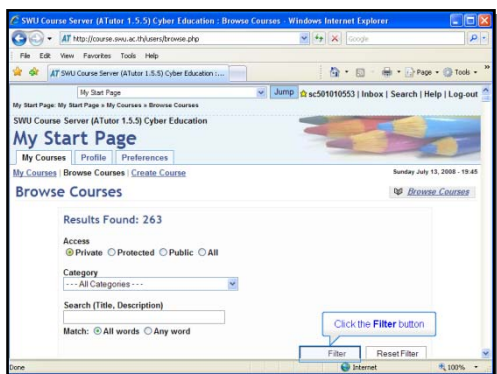 SWU Course Server (ATutor 1.5.5) Cyber Education : Browse Courses - Windows Internet Explorer
AT http://course.swu.ac.th/users/browse.php
Google
File Edit View Favorites Tools Help
AT SWU Course Server (ATutor 1.5.5) Cyber Education :...
Page Tools
My Start Page
Jump
sc501010553 | Inbox | Search | Help | Log-out
My Start Page: My Start Page » My Courses » Browse Courses
SWU Course Server (ATutor 1.5.5) Cyber Education
My Start Page
My Courses Profile Preferences
My Courses | Browse Courses | Create Course
Sunday July 13, 2008 - 19:45
Browse Courses
Browse Courses
Results Found: 263
Access
Private Protected Public All
Category
- - - All Categories - - -
Search (Title, Description)
Match: All words Any word
Click the Filter button
Filter Reset Filter
Done Internet 100%